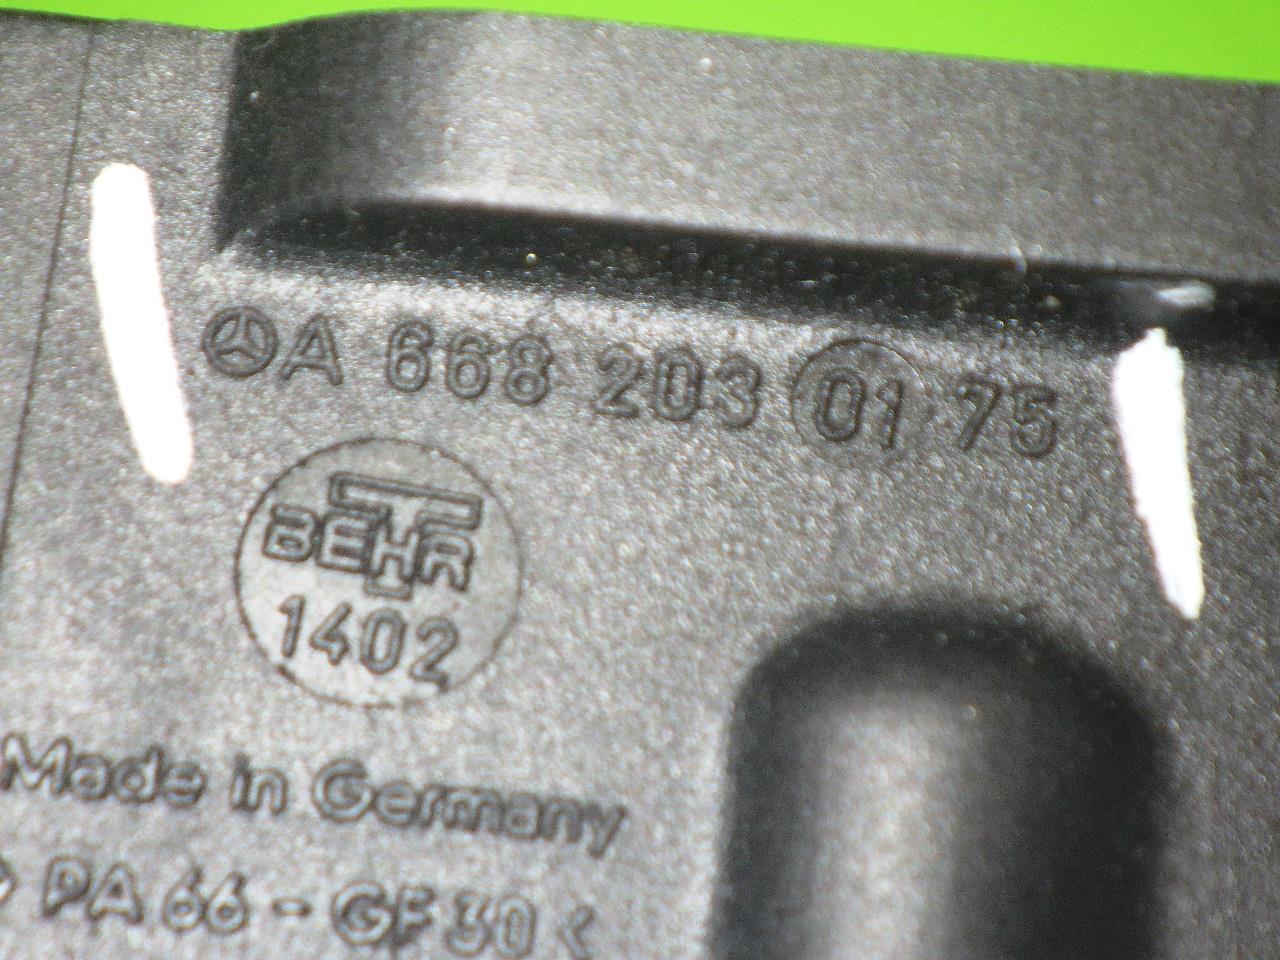 A 668 203 01 75
BEHR
1402
Made in Germany
> PA 66 - GF 30 <